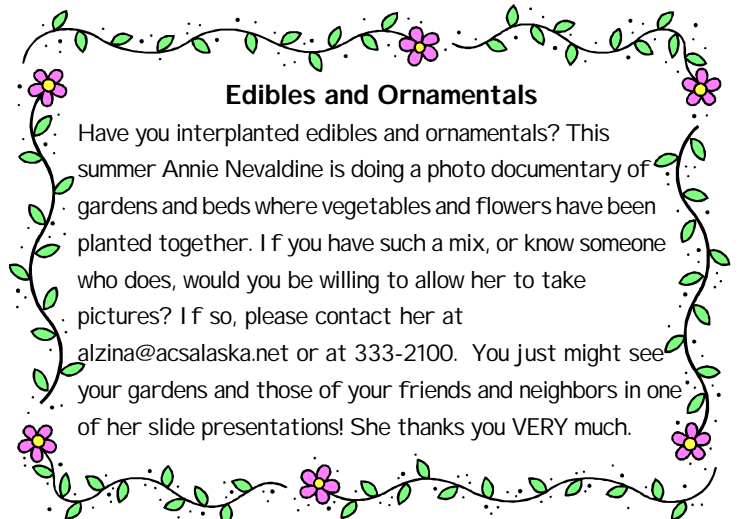 Edibles and Ornamentals
Have you interplanted edibles and ornamentals? This
summer Annie Nevaldine is doing a photo documentary of
gardens and beds where vegetables and flowers have been
planted together. If you have such a mix, or know someone
who does, would you be willing to allow her to take
pictures? If so, please contact her at
alzina@acsalaska.net or at 333-2100.  You just might see
your gardens and those of your friends and neighbors in one
of her slide presentations! She thanks you VERY much.